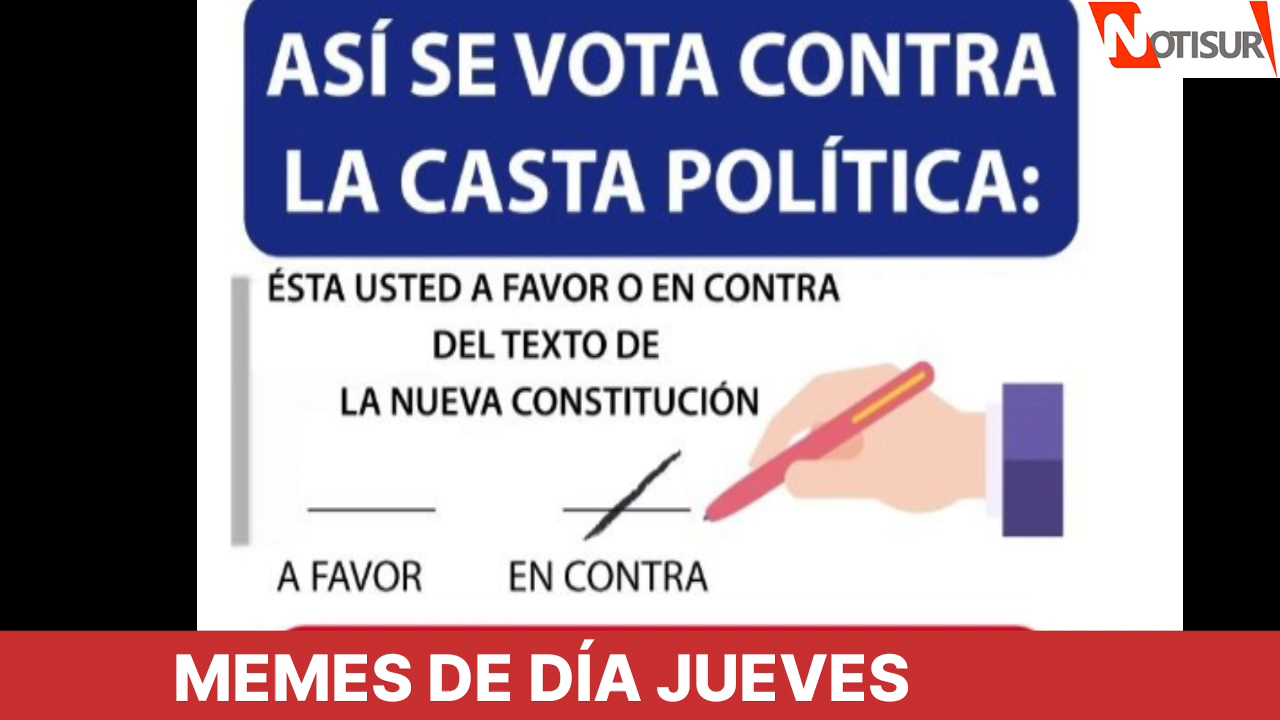 ASÍ SE VOTA CONTRA
LA CASTA POLÍTICA:
NOTISUR
ÉSTA USTED A FAVOR O EN CONTRA
DEL TEXTO DE
LA NUEVA CONSTITUCIÓN
A FAVOR EN CONTRA
MEMES DE DÍA JUEVES